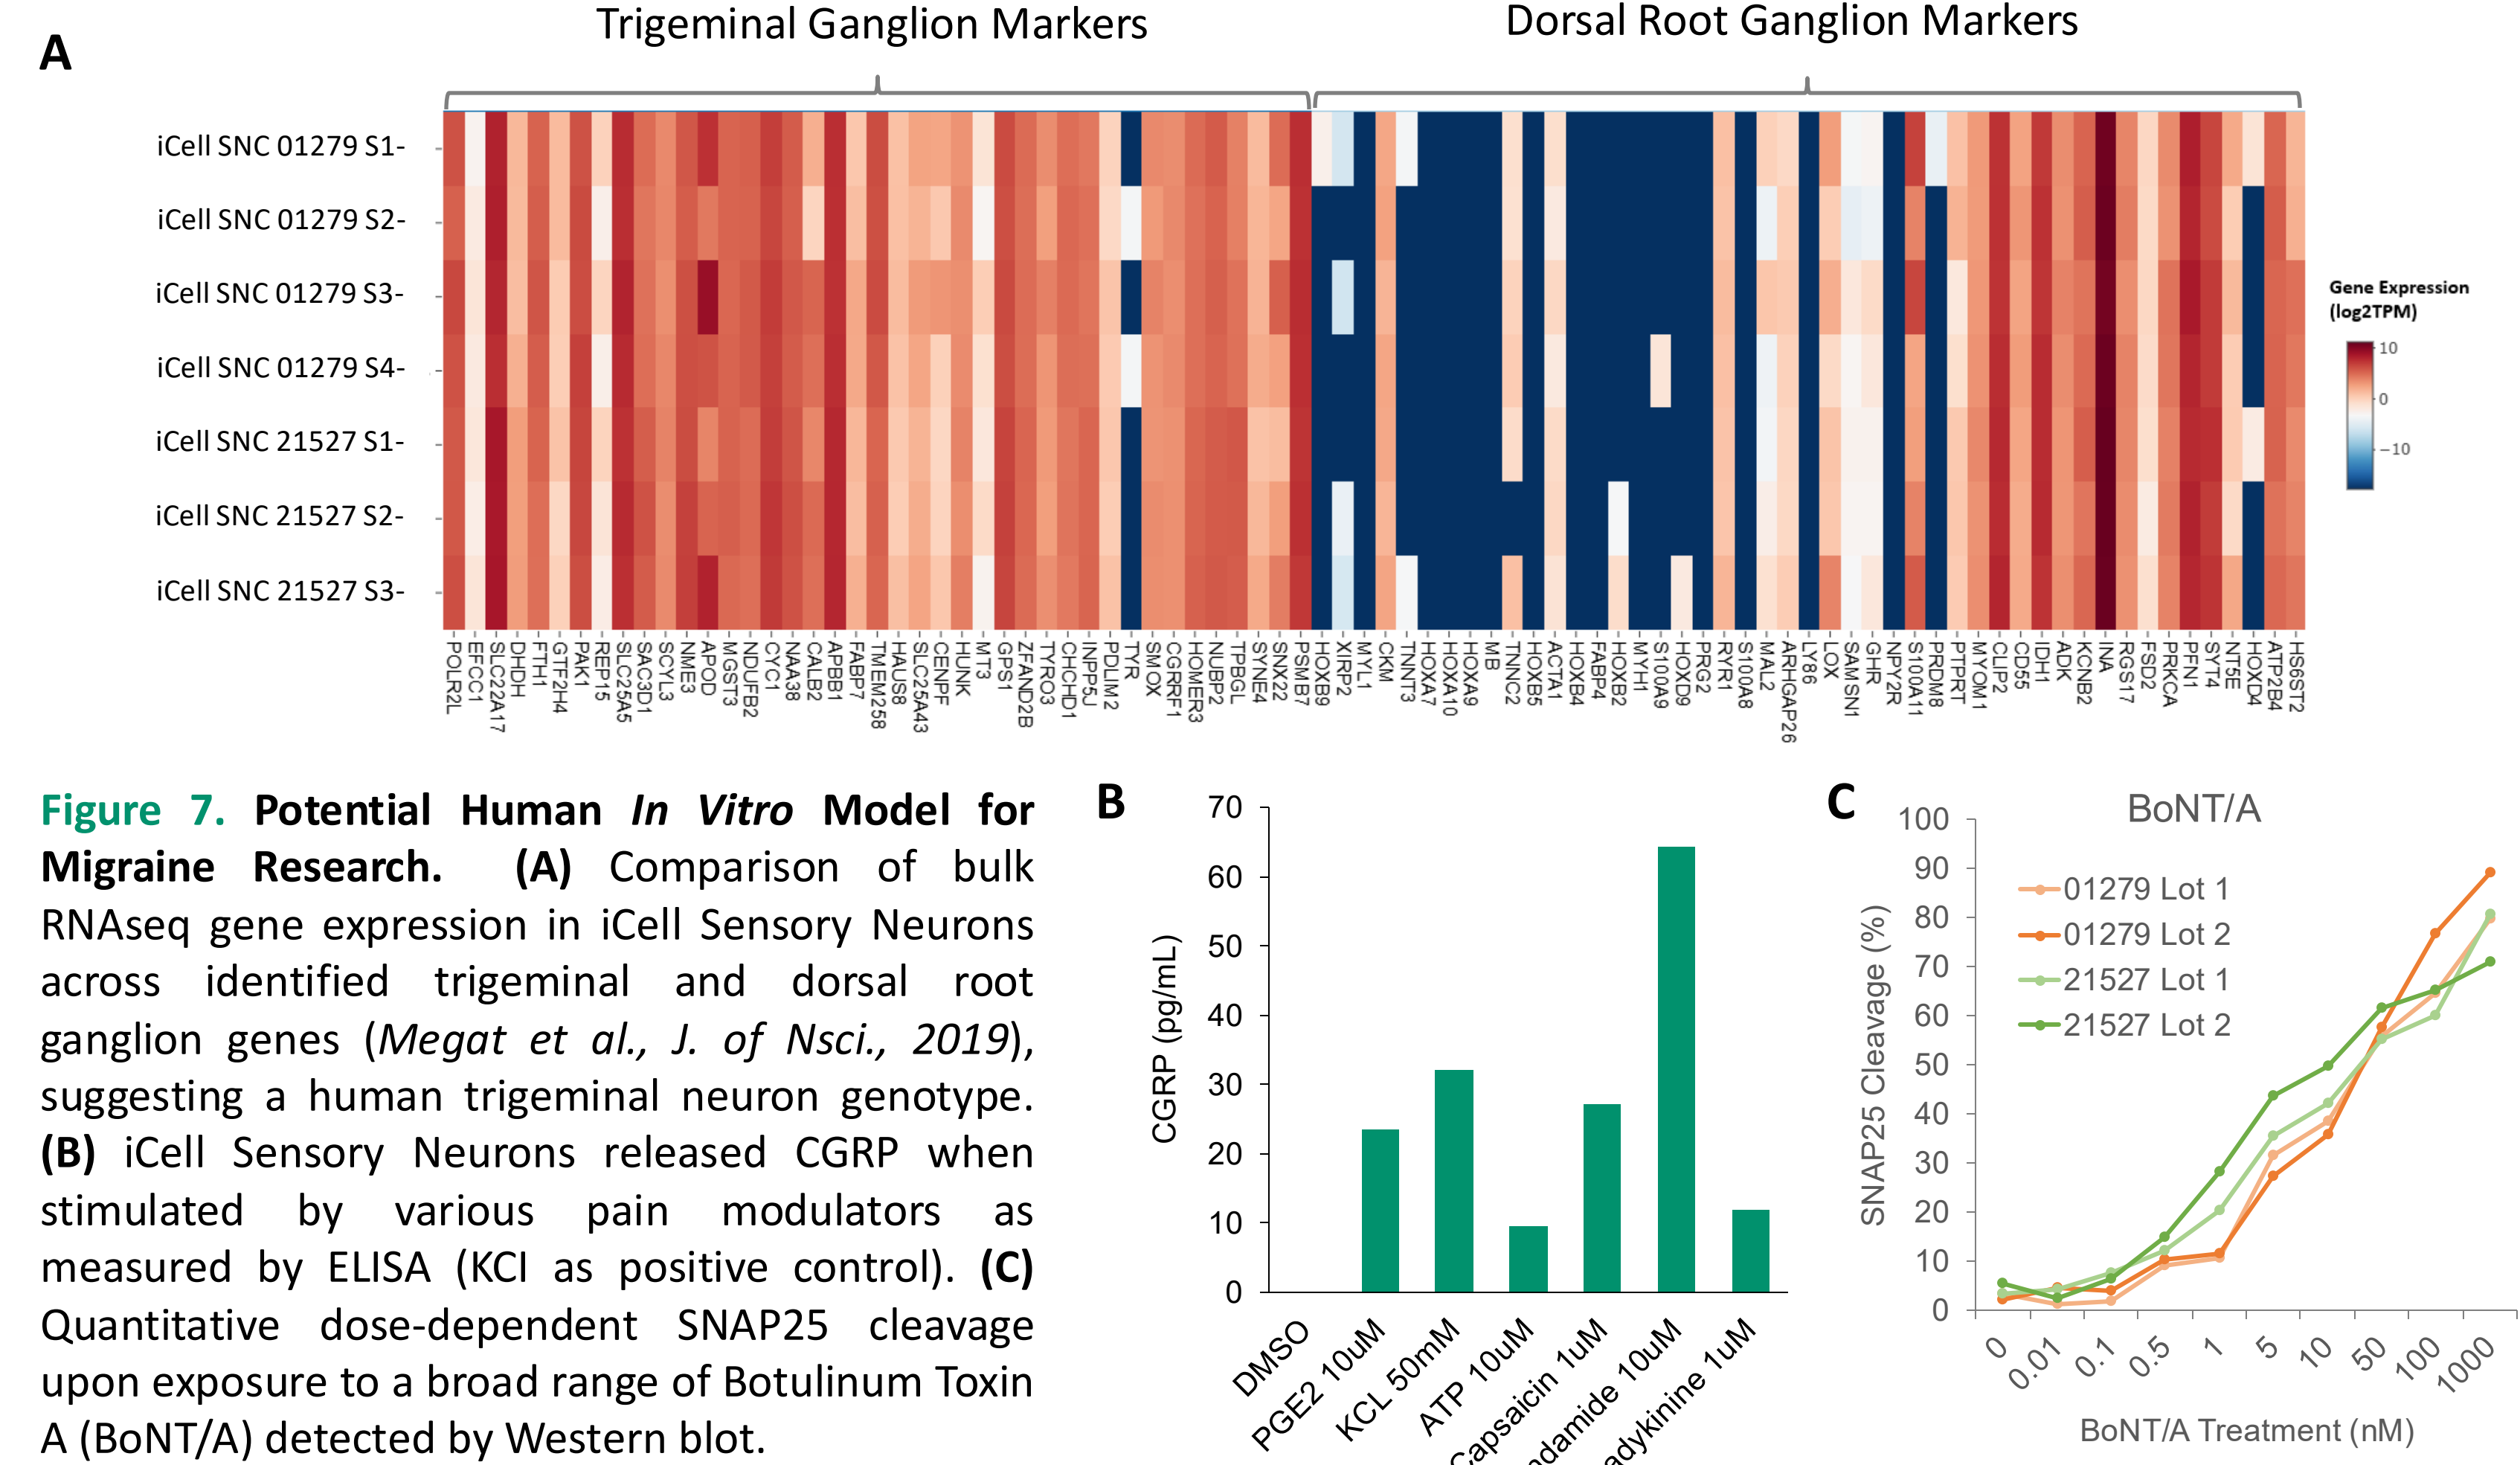 A
Trigeminal Ganglion Markers
Dorsal Root Ganglion Markers
iCell SNC 01279 S1-
iCell SNC 01279 S2-
iCell SNC 01279 S3-
iCell SNC 01279 S4-
iCell SNC 21527 S1-
iCell SNC 21527 S2-
iCell SNC 21527 S3-
POLR2L
EFCC1
SLC22A17
DHDH
FTH1
GTF2H4
PAK1
REP15
SLC25A5
SAC3D1
SCYL3
NME3
APOD
MGST3
NDUFB2
CYC1
NAA38
CALB2
APBB1
FABP7
TMEM258
HAUS8
SLC25A43
CENPF
HUNK
MT3
GPS1
ZFAND2B
TYRO3
CHCHD1
INPP5J
PDLIM2
TYR
SMOX
CGRRF1
HOMER3
NUBP2
TPBGL
SYNE4
SNX22
PSMB7
HOXB9
XIRP2
MYL1
CKM
TNNT3
HOXA7
HOXA10
HOXA9
MB
TNNC2
HOXB5
ACTA1
HOXB4
FABP4
HOXB2
MYH1
S100A9
HOXD9
PRG2
RYR1
S100A8
MAL2
ARHGAP26
LY86
LOX
SAMSN1
GHR
NPY2R
S100A11
PRDM8
PTPRT
MYOM1
CLIP2
CD55
IDH1
ADK
KCNB2
INA
RGS17
FSD2
PRKCA
PFN1
SYT4
NT5E
HOXD4
ATP2B4
HS6ST2
Gene Expression
(log2TPM)
10
0
−10
Figure 7. Potential Human In Vitro Model for
Migraine Research. (A) Comparison of bulk
RNAseq gene expression in iCell Sensory Neurons
across identified trigeminal and dorsal root
ganglion genes (Megat et al., J. of Nsci., 2019),
suggesting a human trigeminal neuron genotype.
(B) iCell Sensory Neurons released CGRP when
stimulated by various pain modulators as
measured by ELISA (KCl as positive control). (C)
Quantitative dose-dependent SNAP25 cleavage
upon exposure to a broad range of Botulinum Toxin
A (BoNT/A) detected by Western blot.
B
CGRP (pg/mL)
70
60
50
40
30
20
10
0
DMSO
PGE2 10uM
KCL 50mM
ATP 10uM
Capsaicin 1uM
10uM
1uM
C
BoNT/A
SNAP25 Cleavage (%)
100
90
80
70
60
50
40
30
20
10
0
01279 Lot 1
01279 Lot 2
21527 Lot 1
21527 Lot 2
0
0.01
0.1
0.5
1
5
10
50
100
1000
BoNT/A Treatment (nM)